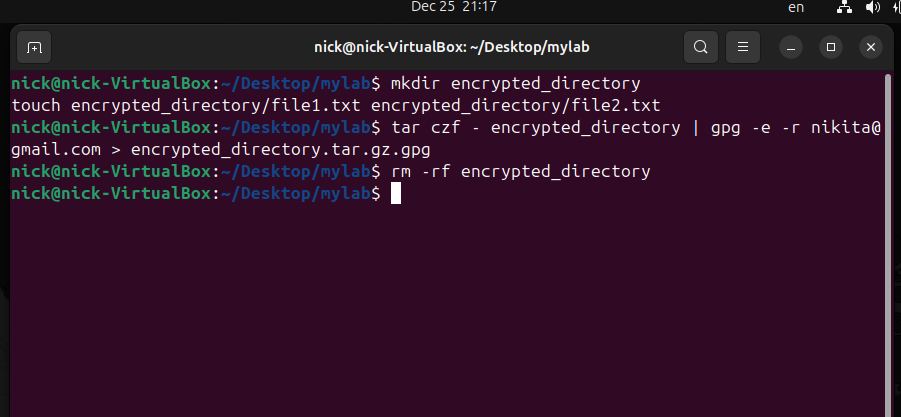 Dec 25 21:17
en
nick@nick-VirtualBox: ~/Desktop/mylab
nick@nick-VirtualBox:~/Desktop/mylab$ mkdir encrypted_directory
touch encrypted_directory/file1.txt encrypted_directory/file2.txt
nick@nick-VirtualBox:~/Desktop/mylab$ tar czf - encrypted_directory | gpg -e -r nikita@
gmail.com > encrypted_directory.tar.gz.gpg
nick@nick-VirtualBox:~/Desktop/mylab$ rm -rf encrypted_directory
nick@nick-VirtualBox:~/Desktop/mylab$